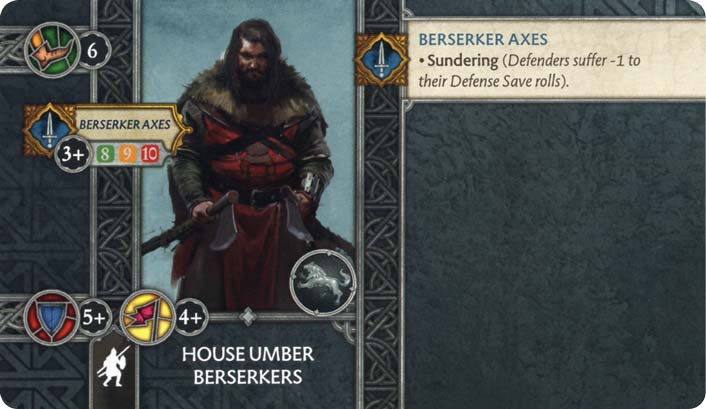 6
BERSERKER AXES
3+ 8 9 10
5+ 4+
HOUSE UMBER
BERSERKERS
BERSERKER AXES
• Sundering (Defenders suffer -1 to
their Defense Save rolls).